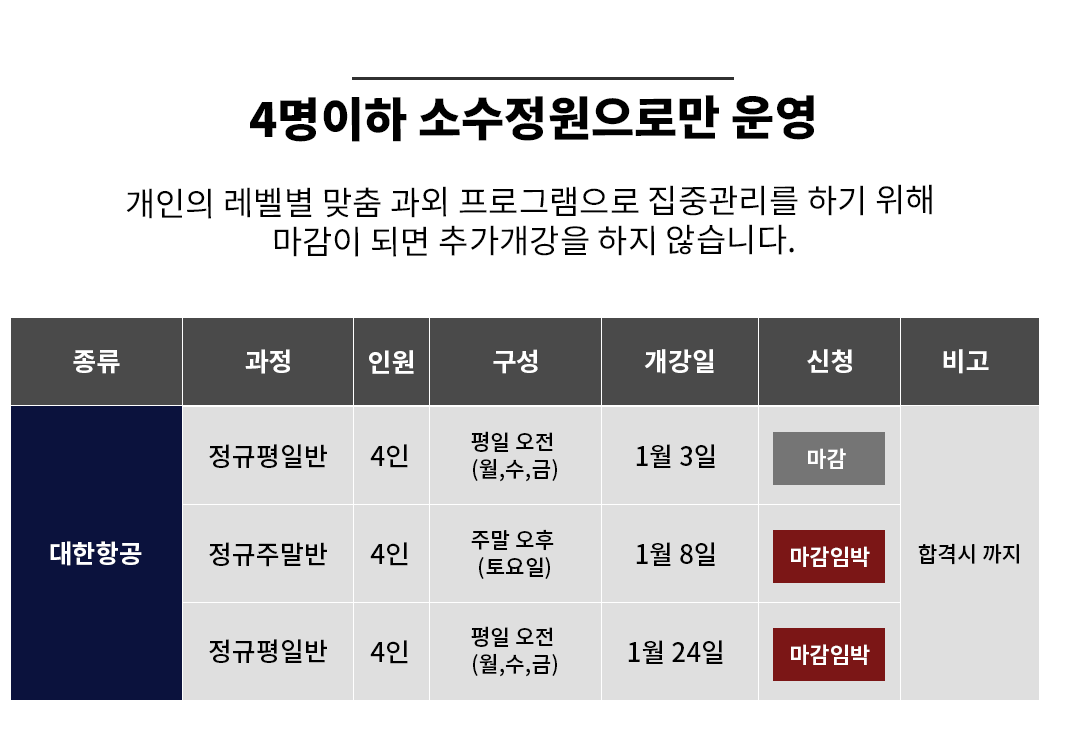 4명이하 소수정원으로만 운영
개인의 레벨별 맞춤 과외 프로그램으로 집중관리를 하기 위해
마감이 되면 추가개강을 하지 않습니다.
종류 과정 인원 구성 개강일 신청 비고
대한항공
정규평일반 4인 평일 오전 (월,수,금) 1월 3일 마감
정규주말반 4인 주말 오후 (토요일) 1월 8일 마감임박
합격시 까지
정규평일반 4인 평일 오전 (월,수,금) 1월 24일 마감임박